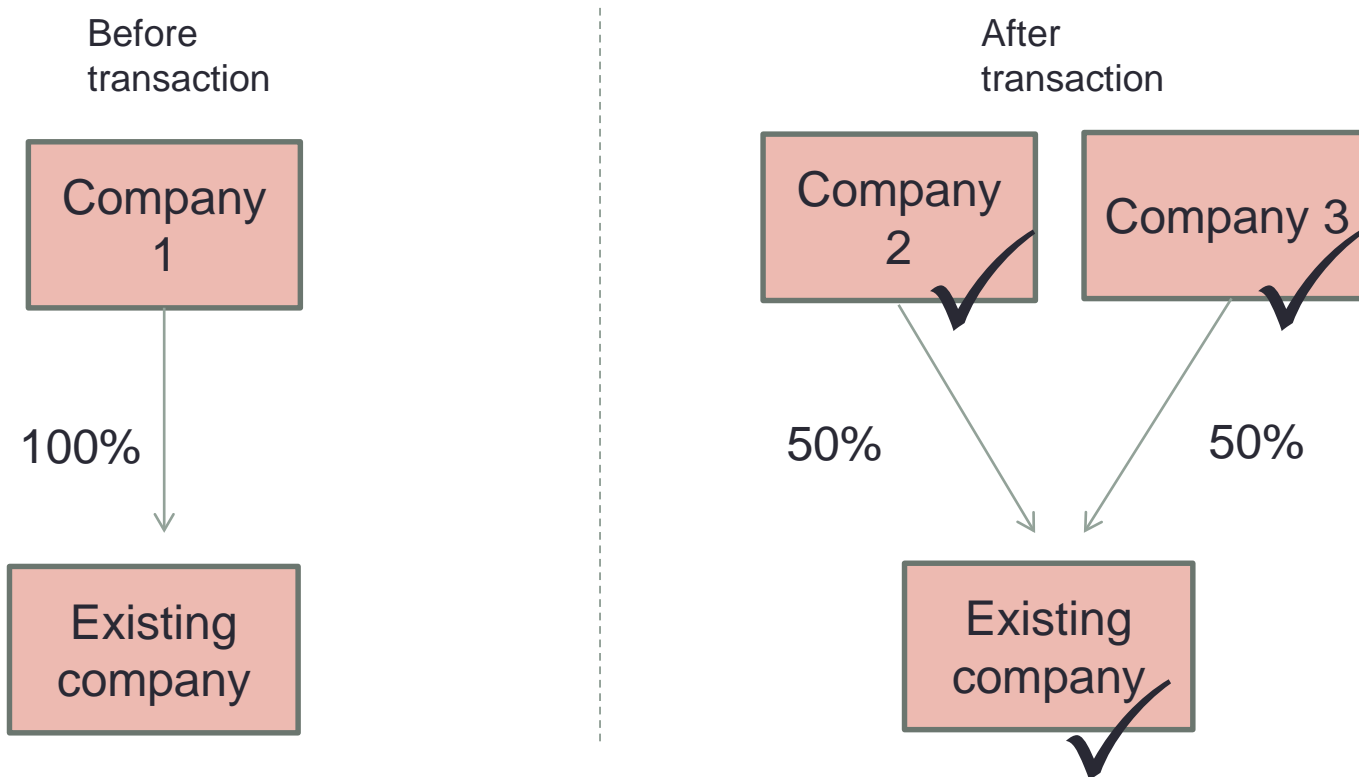 Before
transaction
Company
1
100%
Existing
company
After
transaction
Company
2
Company 3
50%
50%
Existing
company